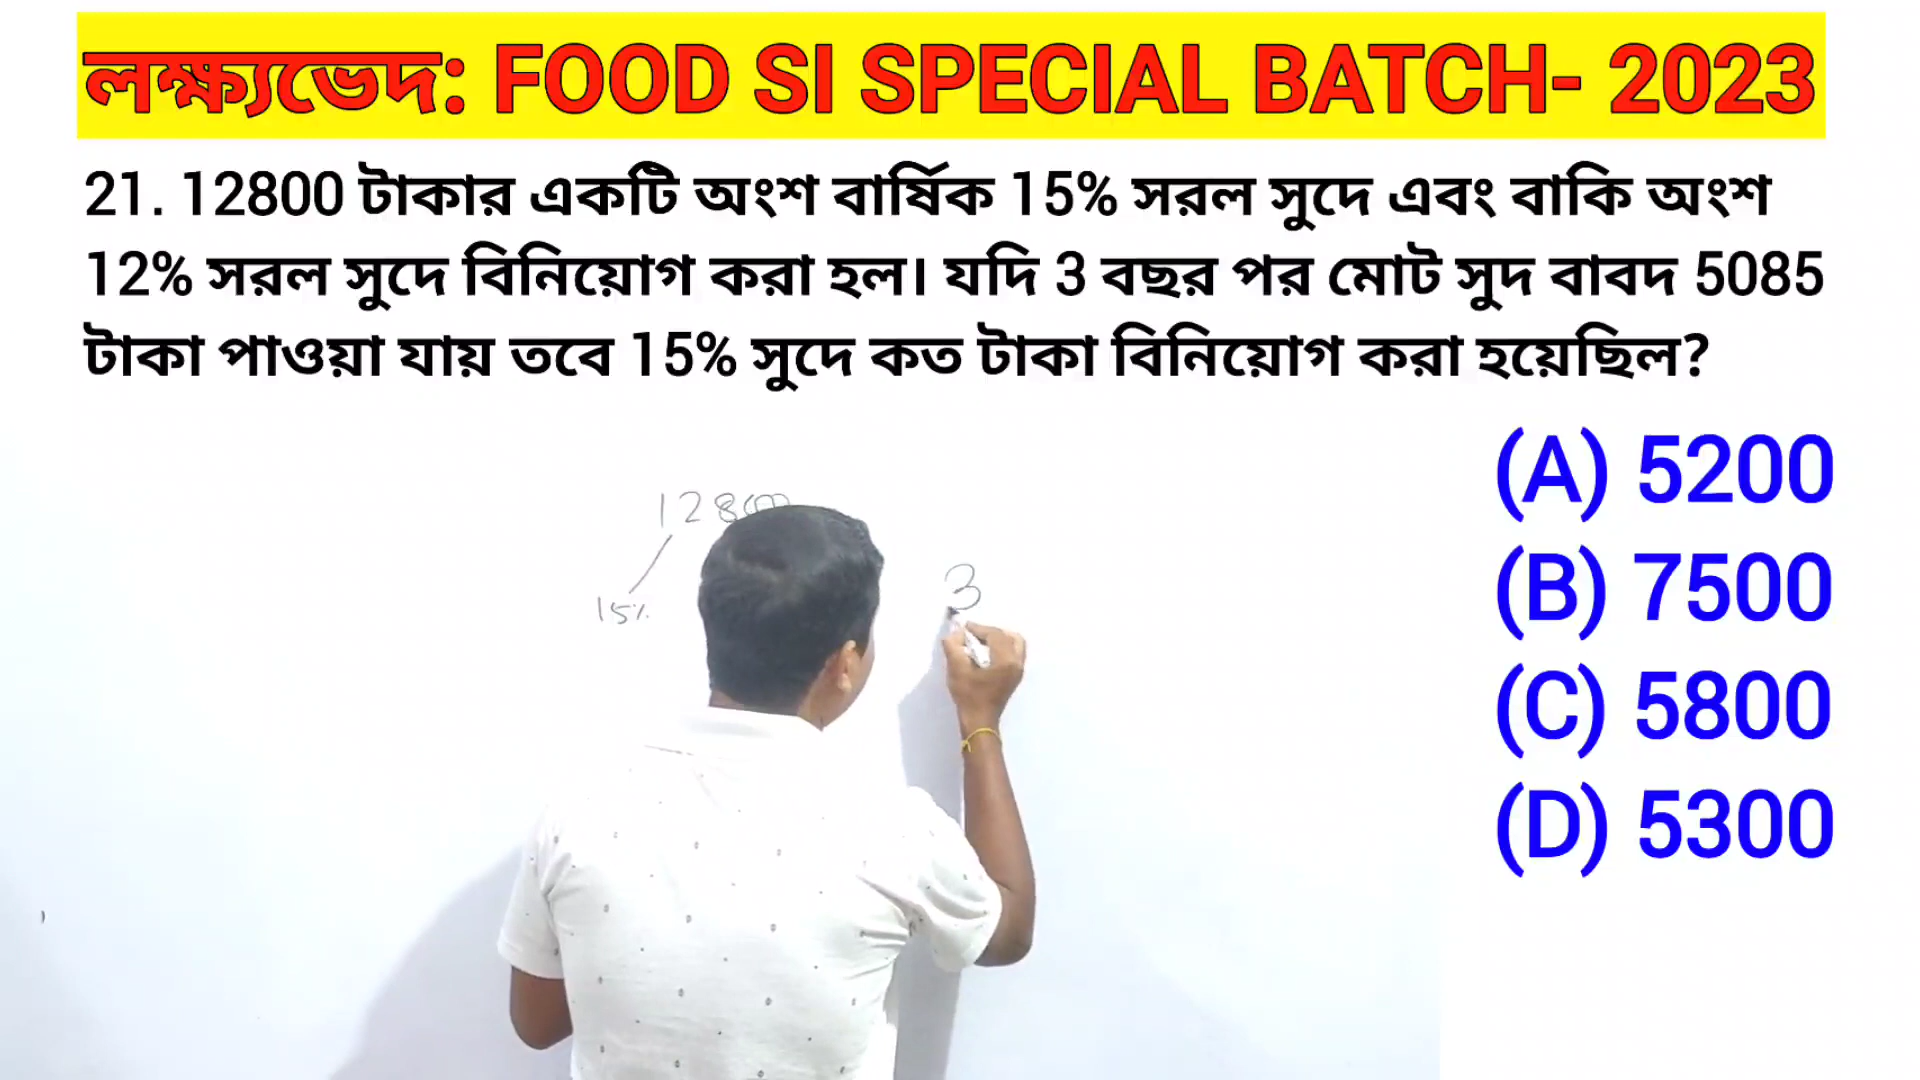 লক্ষ্যভেদ: FOOD SI SPECIAL BATCH- 2023
21. 12800 টাকার একটি অংশ বার্ষিক 15% সরল সুদে এবং বাকি অংশ
12% সরল সুদে বিনিয়োগ করা হল। যদি 3 বছর পর মোট সুদ বাবদ 5085
টাকা পাওয়া যায় তবে 15% সুদে কত টাকা বিনিয়োগ করা হয়েছিল?
(A) 5200
(B) 7500
(C) 5800
(D) 5300
12800
3
15%